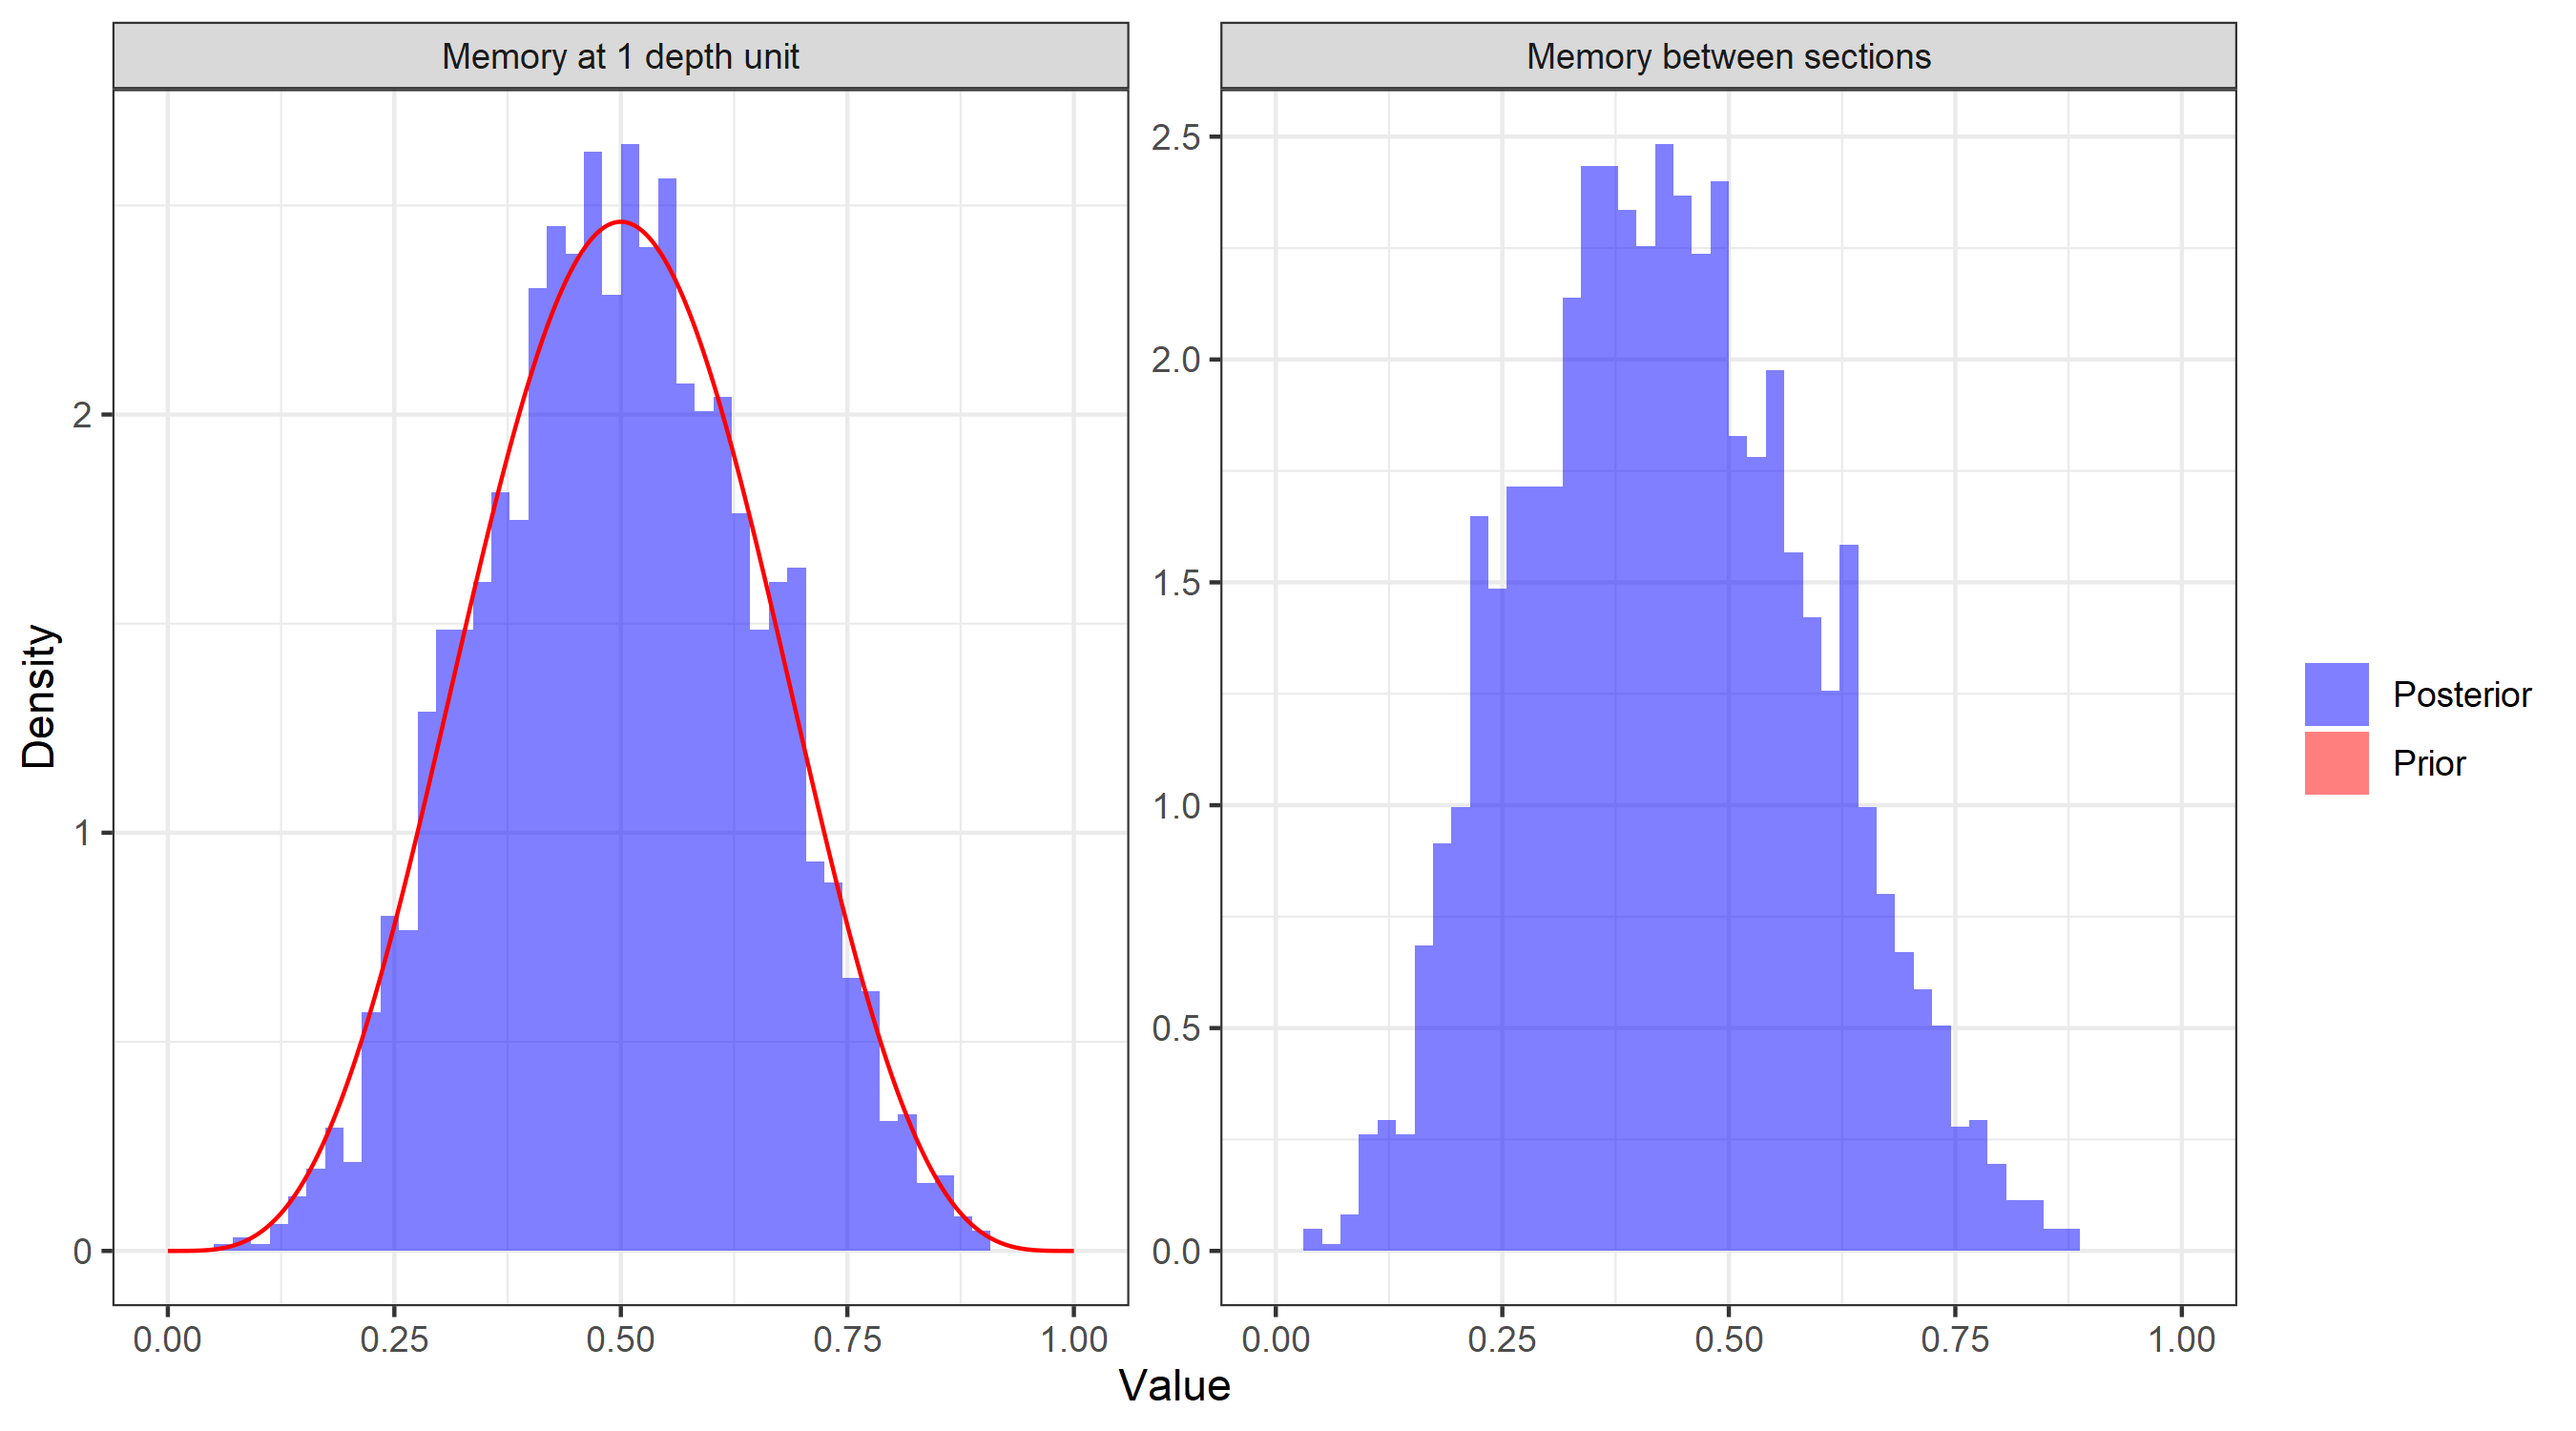 Memory at 1 depth unit
Memory between sections
Density
2
1
0
2.5
2.0
1.5
1.0
0.5
0.0
0.00 0.25 0.50 0.75 1.00
0.00 0.25 0.50 0.75 1.00
Value
Posterior
Prior